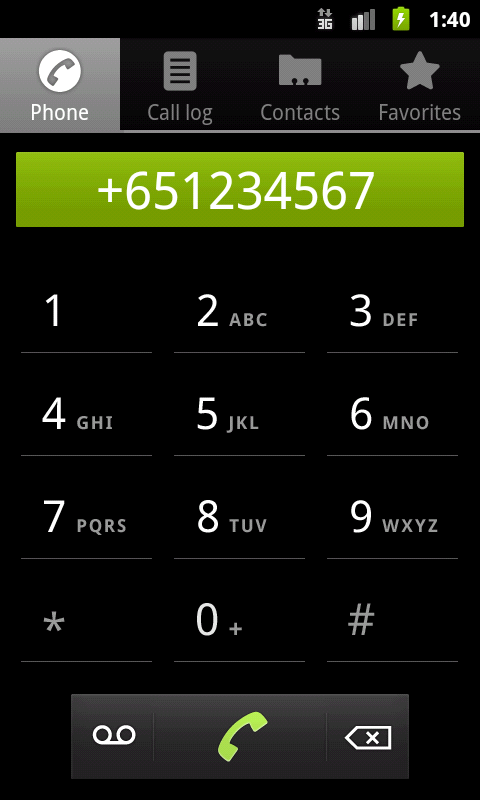 3G 1:40
Phone Call log Contacts Favorites
+651234567
1 2 ABC 3 DEF
4 GHI 5 JKL 6 MNO
7 PQRS 8 TUV 9 WXYZ
* 0 + #